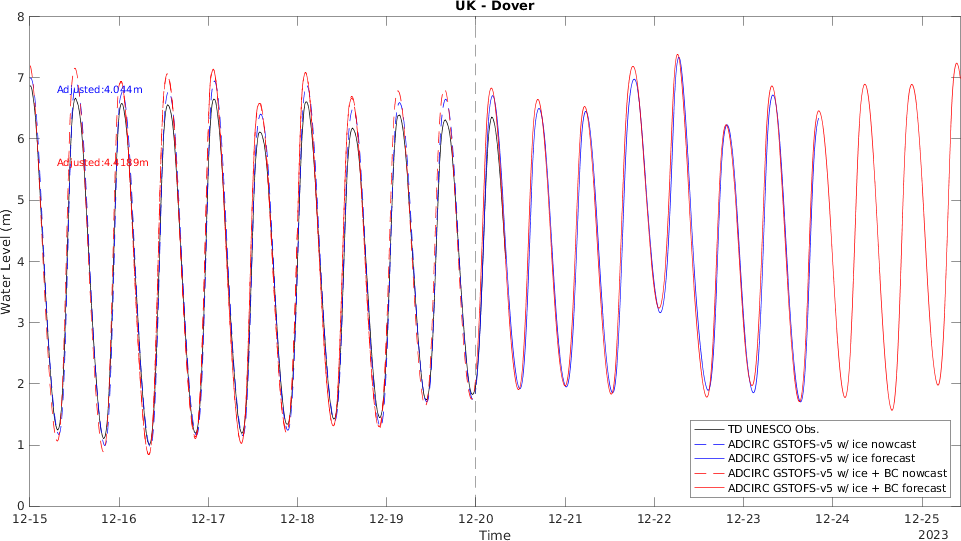 UK - Dover
8
7
6
5
4
3
2
1
0
Water Level (m)
Adjusted:4.044m
Adjusted:4.4189m
TD UNESCO Obs.
ADCIRC GSTOFS-v5 w/ ice nowcast
ADCIRC GSTOFS-v5 w/ ice forecast
ADCIRC GSTOFS-v5 w/ ice + BC nowcast
ADCIRC GSTOFS-v5 w/ ice + BC forecast
12-15 12-16 12-17 12-18 12-19 12-20 12-21 12-22 12-23 12-24 12-25
Time
2023